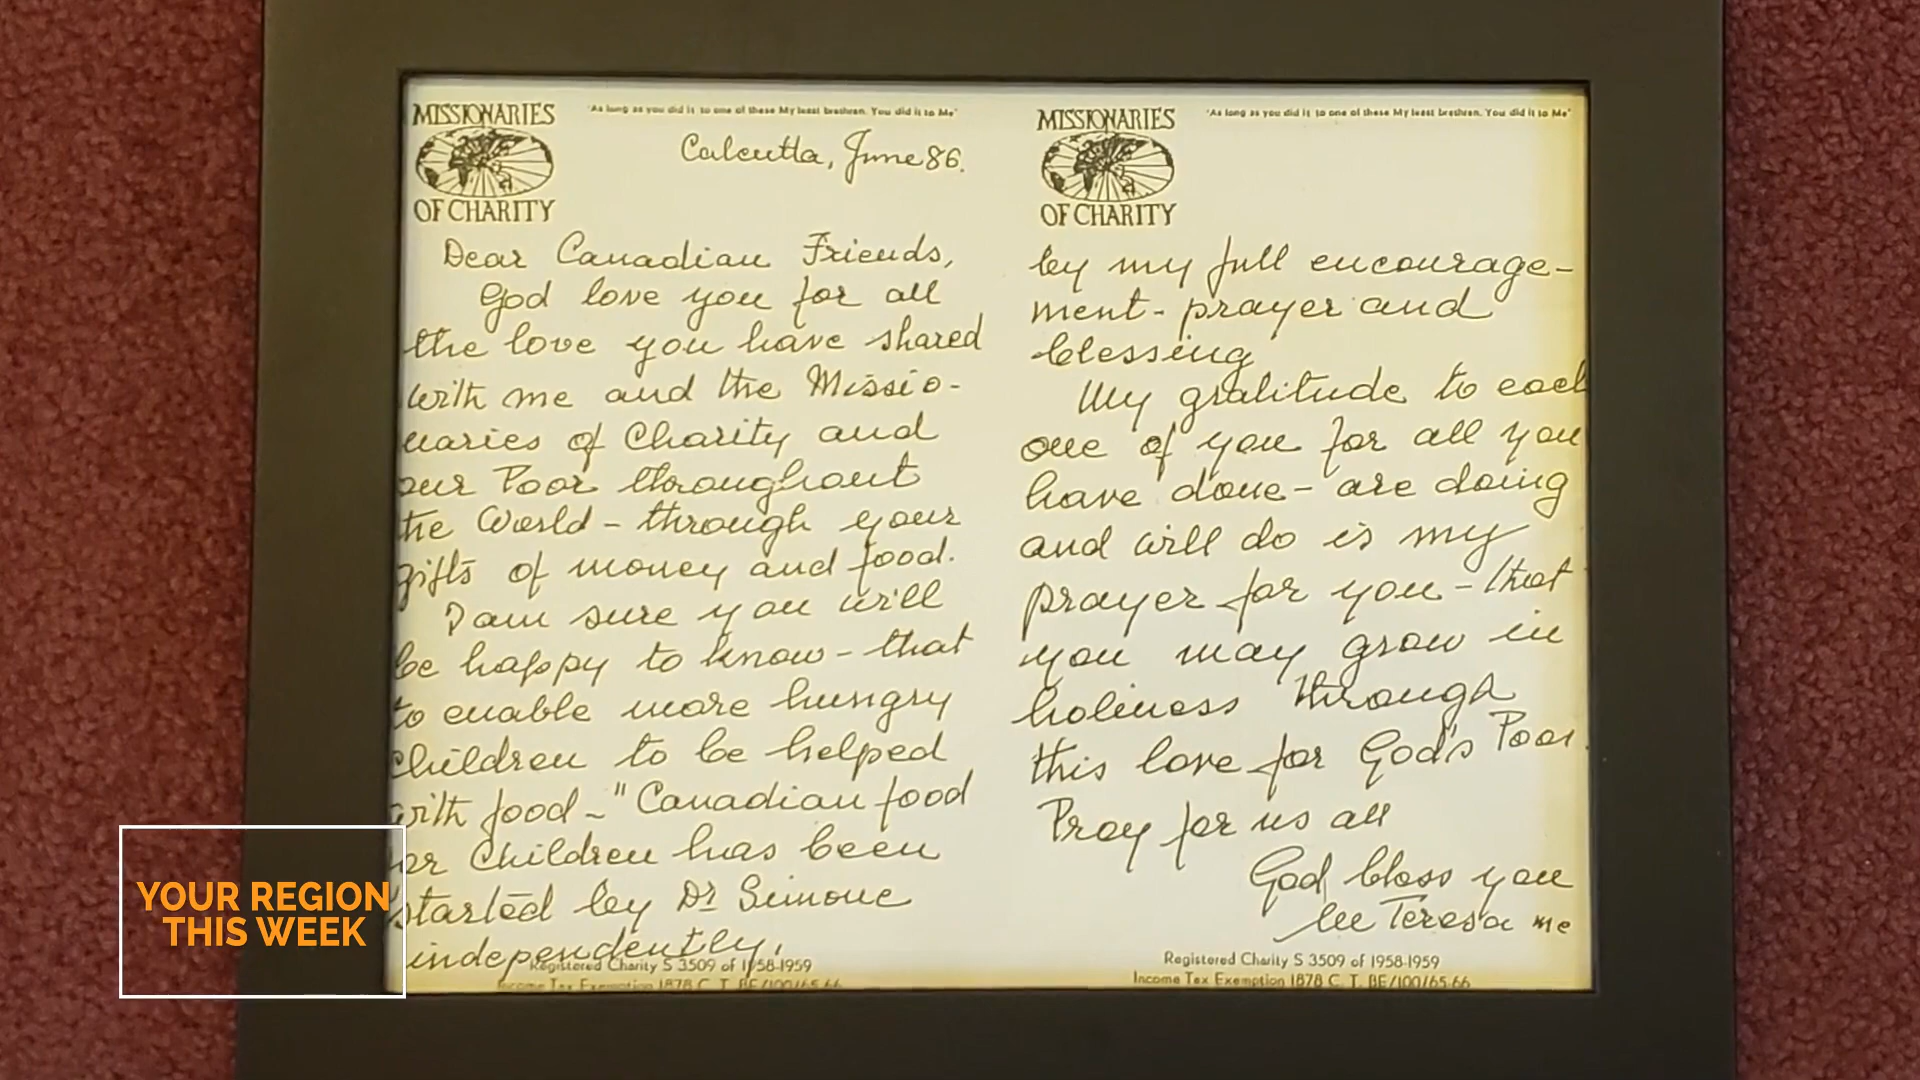 MISSIONARIES
OF CHARITY
"As long as you did it to one of these My least brethren. You did it to Me"
Calcutta, June 86.
Dear Canadian Friends,
God love you for all
the love you have shared
with me and the Missio-
naries of Charity and
our Poor throughout
the World - through your
gifts of money and food.
I am sure you will
be happy to know - that
to enable more hungry
children to be helped
with food - "Canadian food
for Children has been
started by Dr Simone
independently,
Registered Charity S 3509 of 1958-1959
Income Tax Exemption 1878 C. T. BE/100/65-66
MISSIONARIES
OF CHARITY
"As long as you did it to one of these My least brethren. You did it to Me"
by my full encourage-
ment - prayer and
blessing
My gratitude to each
one of you for all you
have done - are doing
and will do is my
prayer for you - that
you may grow in
holiness through
this love for God's Poor.
Pray for us all
God bless you
lee Teresa mc
Registered Charity S 3509 of 1958-1959
Income Tax Exemption 1878 C. T. BE/100/65-66
YOUR REGION
THIS WEEK